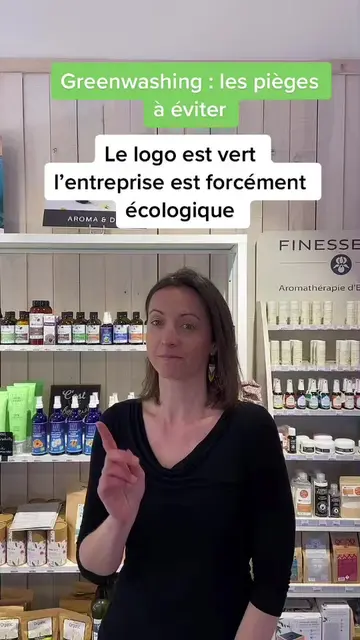 Greenwashing : les pièges
à éviter
Le logo est vert
l'entreprise est forcément
écologique
AROMA & D
FINESSE
Aromathérapie d'E